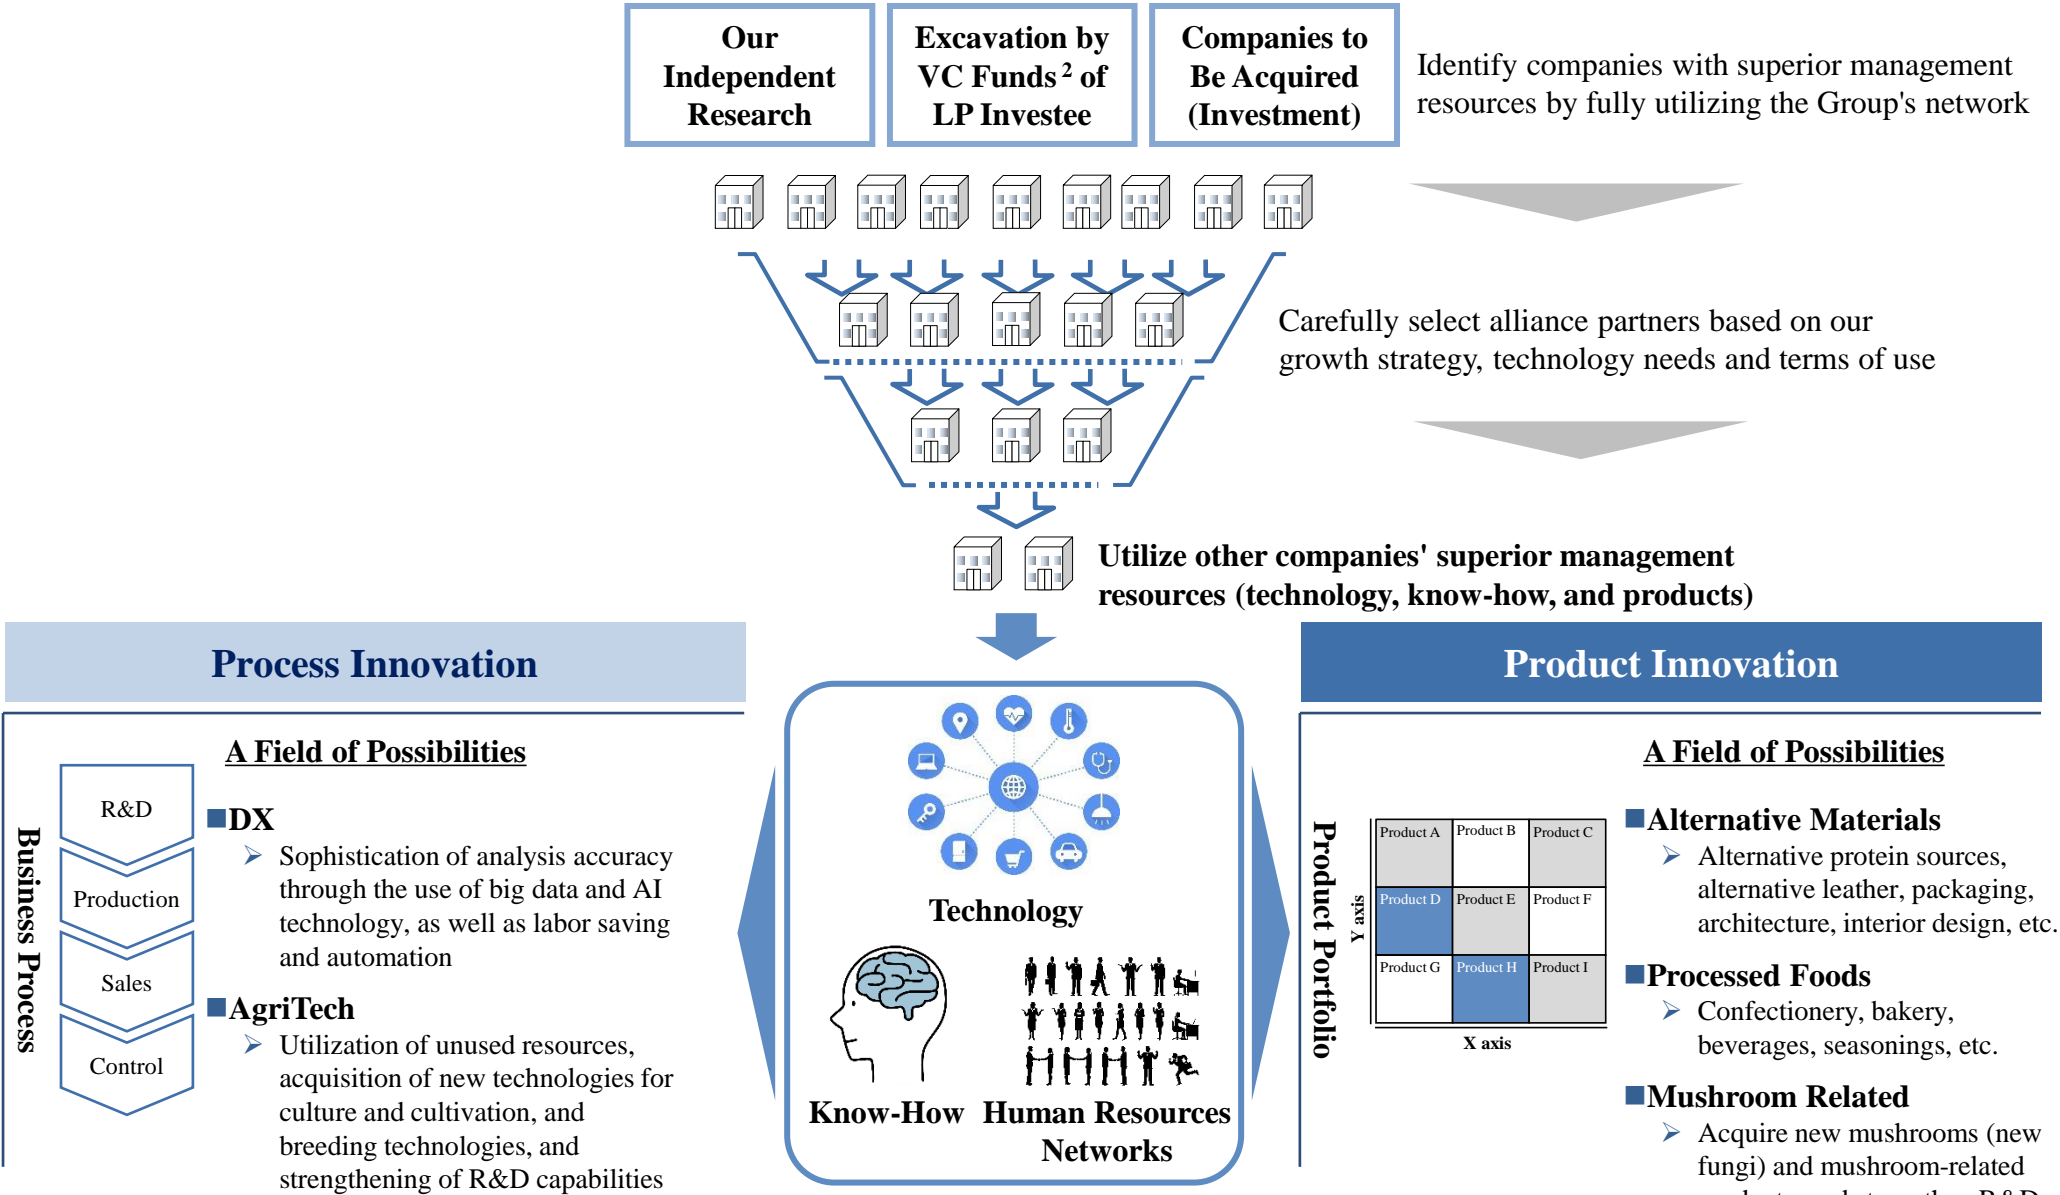 Our
Independent
Research
Excavation by
VC Funds 2 of
LP Investee
Companies to
Be Acquired
(Investment)
Identify companies with superior management
resources by fully utilizing the Group's network
Carefully select alliance partners based on our
growth strategy, technology needs and terms of use
Utilize other companies' superior management
resources (technology, know-how, and products)
Process Innovation
Business Process
R&D
Production
Sales
Control
A Field of Possibilities
DX
Sophistication of analysis accuracy
through the use of big data and AI
technology, as well as labor saving
and automation
AgriTech
Utilization of unused resources,
acquisition of new technologies for
culture and cultivation, and
breeding technologies, and
strengthening of R&D capabilities
Technology
Know-How
Human Resources
Networks
Product Innovation
Product Portfolio
Y axis
Product A Product B Product C
Product D Product E Product F
Product G Product H Product I
X axis
A Field of Possibilities
Alternative Materials
Alternative protein sources,
alternative leather, packaging,
architecture, interior design, etc.
Processed Foods
Confectionery, bakery,
beverages, seasonings, etc.
Mushroom Related
Acquire new mushrooms (new
fungi) and mushroom-related